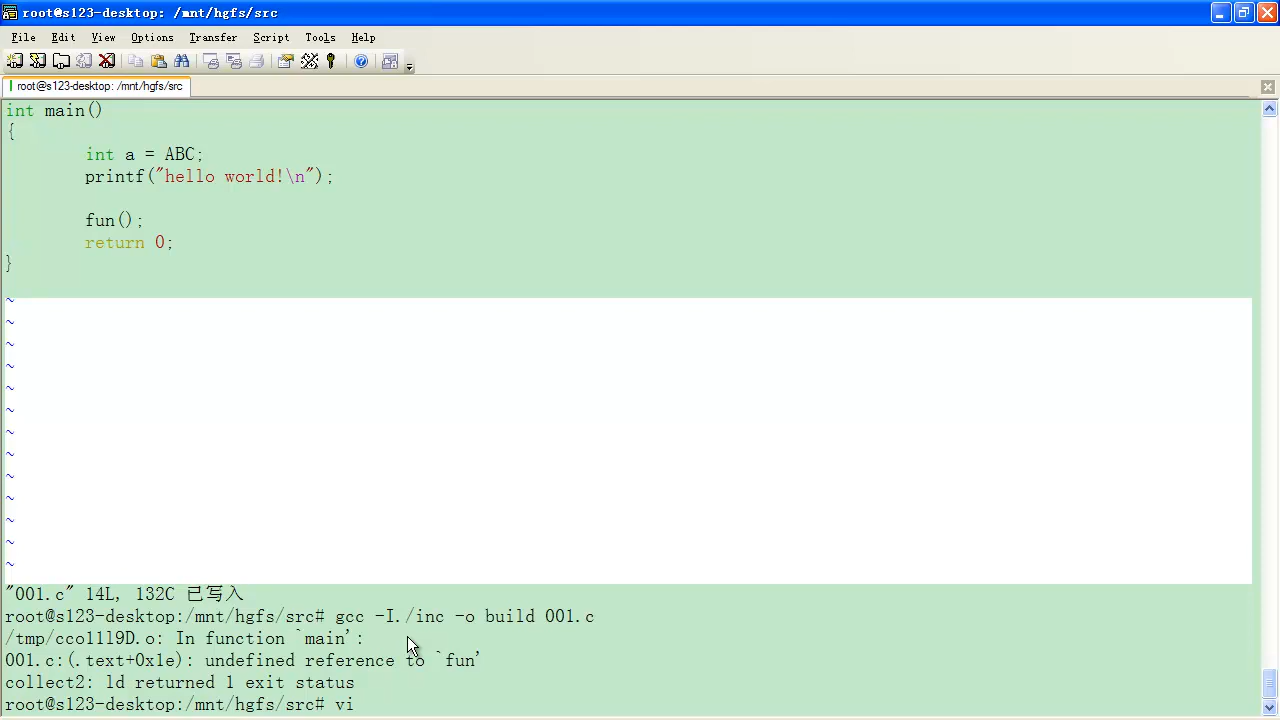 root@s123-desktop: /mnt/hgfs/src
File Edit View Options Transfer Script Tools Help
root@s123-desktop: /mnt/hgfs/src
int main()
{
int a = ABC;
printf("hello world!\n");
fun();
return 0;
}
~
~
~
~
~
~
~
~
~
~
~
~
~
"001.c" 14L, 132C 已写入
root@s123-desktop:/mnt/hgfs/src# gcc -I./inc -o build 001.c
/tmp/cco1ll9D.o: In function `main':
001.c:(.text+0x1e): undefined reference to `fun'
collect2: ld returned 1 exit status
root@s123-desktop:/mnt/hgfs/src# vi